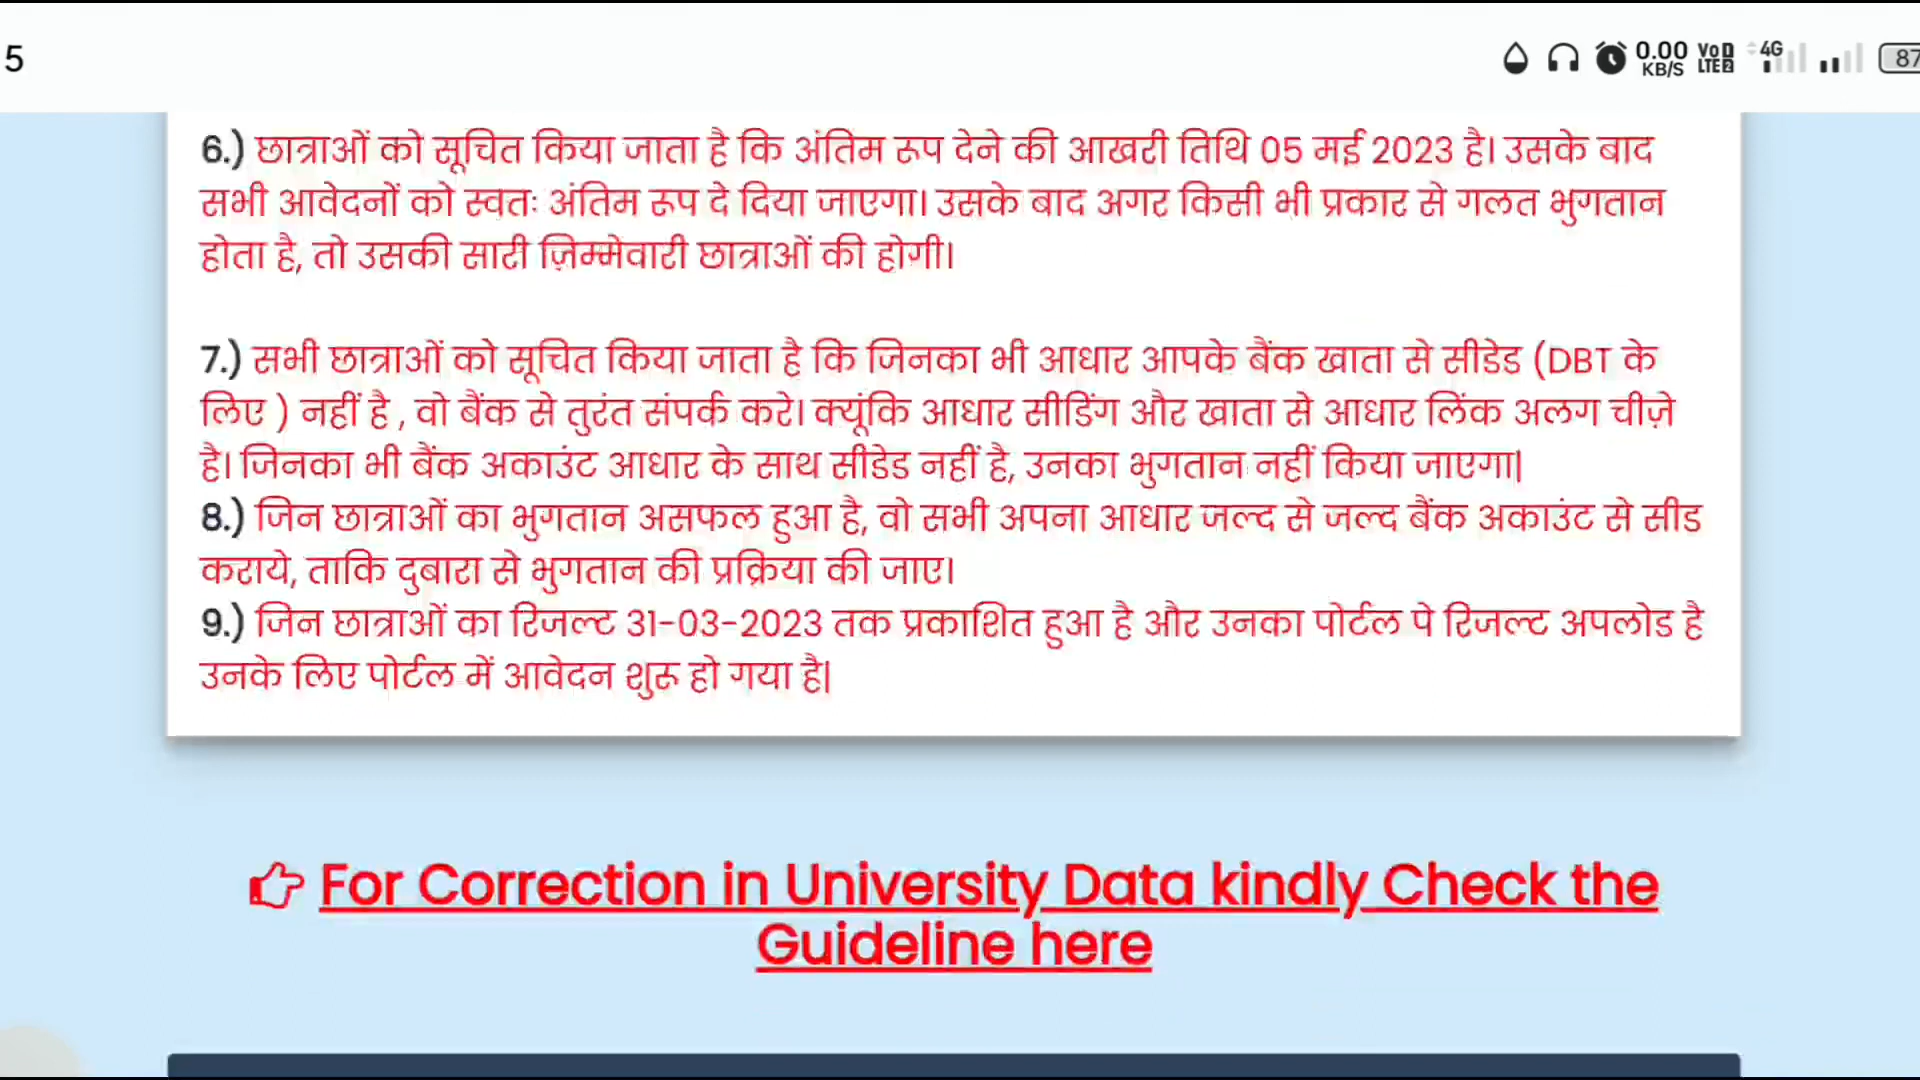 5
0.00
KB/S
VoD
LTE2
4G
87
6.) छात्राओं को सूचित किया जाता है कि अंतिम रूप देने की आखरी तिथि 05 मई 2023 है। उसके बाद
सभी आवेदनों को स्वतः अंतिम रूप दे दिया जाएगा। उसके बाद अगर किसी भी प्रकार से गलत भुगतान
होता है, तो उसकी सारी ज़िम्मेवारी छात्राओं की होगी।
7.) सभी छात्राओं को सूचित किया जाता है कि जिनका भी आधार आपके बैंक खाता से सीडेड (DBT के
लिए ) नहीं है , वो बैंक से तुरंत संपर्क करे। क्यूंकि आधार सीडिंग और खाता से आधार लिंक अलग चीज़े
है। जिनका भी बैंक अकाउंट आधार के साथ सीडेड नहीं है, उनका भुगतान नहीं किया जाएगा|
8.) जिन छात्राओं का भुगतान असफल हुआ है, वो सभी अपना आधार जल्द से जल्द बैंक अकाउंट से सीड
कराये, ताकि दुबारा से भुगतान की प्रक्रिया की जाए।
9.) जिन छात्राओं का रिजल्ट 31-03-2023 तक प्रकाशित हुआ है और उनका पोर्टल पे रिजल्ट अपलोड है
उनके लिए पोर्टल में आवेदन शुरू हो गया है|
For Correction in University Data kindly Check the
Guideline here